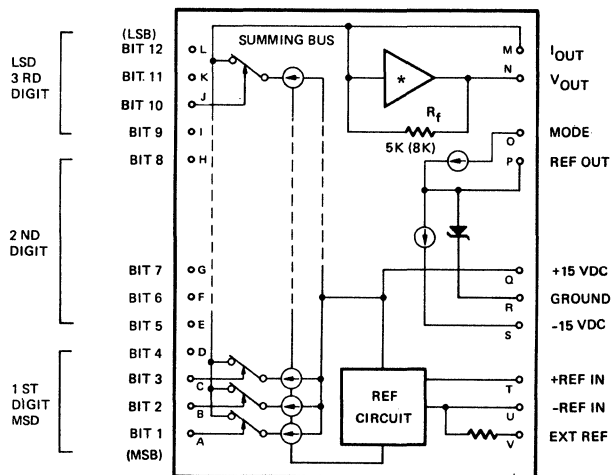 (LSB)
BIT 12 L
BIT 11 K
BIT 10 J
BIT 9 I
BIT 8 H
BIT 7 G
BIT 6 F
BIT 5 E
BIT 4 D
BIT 3 C
BIT 2 B
BIT 1 A
(MSB)
LSD
3 RD
DIGIT
2 ND
DIGIT
1 ST
DIGIT
MSD
SUMMING BUS
*
Rf
5K (8K)
REF
CIRCUIT
M IOUT
N VOUT
O MODE
P REF OUT
Q +15 VDC
R GROUND
S -15 VDC
T +REF IN
U -REF IN
V EXT REF